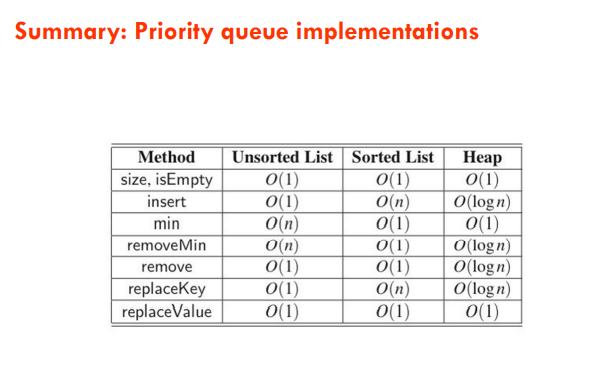 Summary: Priority queue implementations
Method Unsorted List Sorted List Heap
size, isEmpty O(1) O(1) O(1)
insert O(1) O(n) O(log n)
min O(n) O(1) O(1)
removeMin O(n) O(1) O(log n)
remove O(1) O(1) O(log n)
replaceKey O(1) O(n) O(log n)
replaceValue O(1) O(1) O(1)